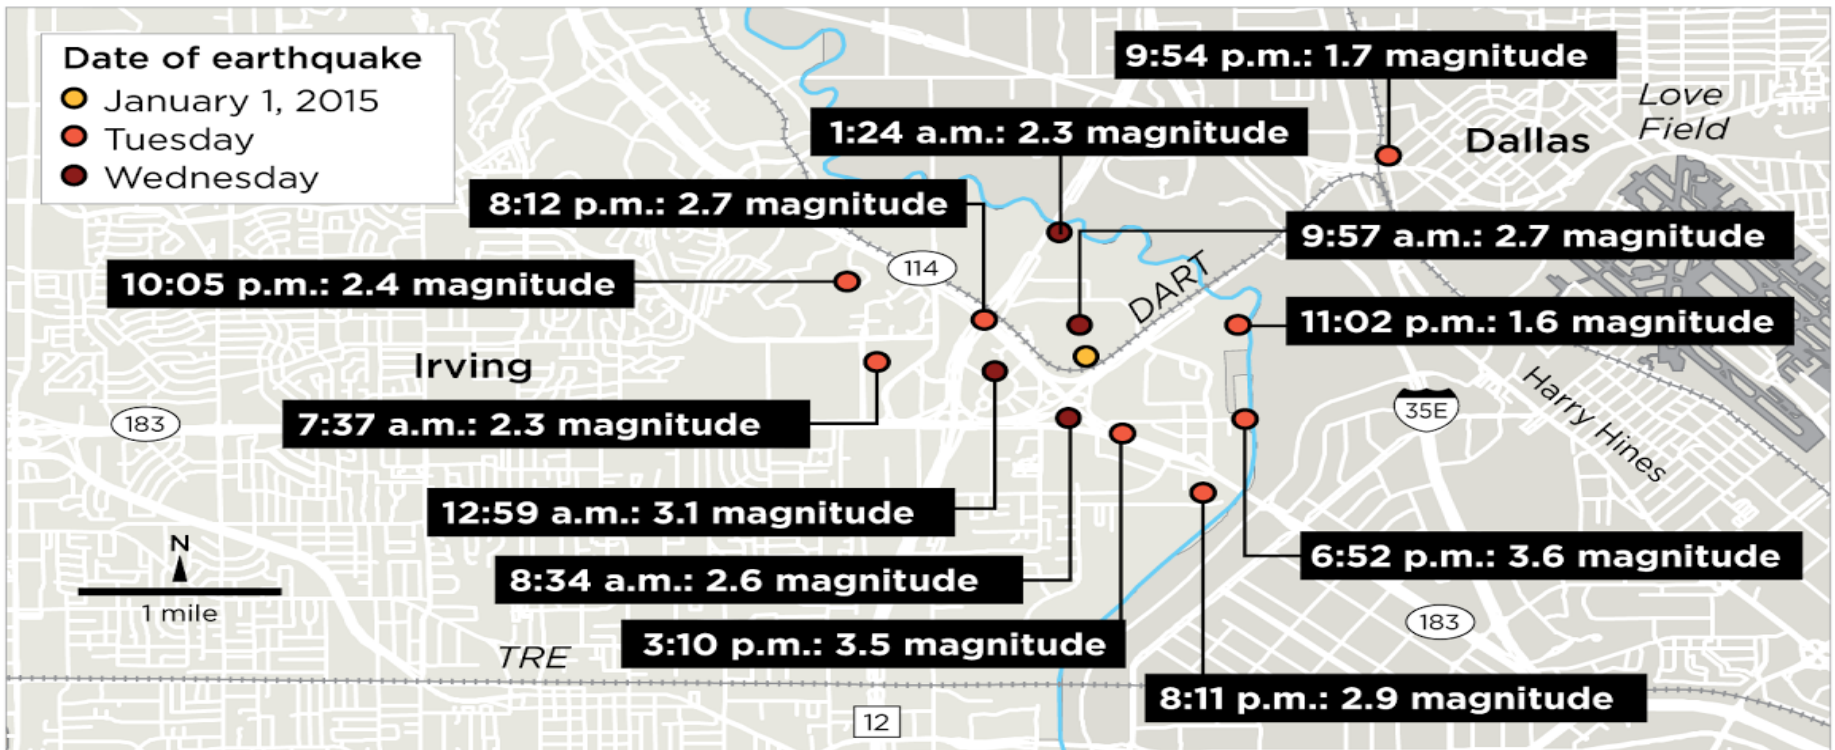 Date of earthquake
January 1, 2015
Tuesday
Wednesday
9:54 p.m.: 1.7 magnitude
Love
Field
Dallas
1:24 a.m.: 2.3 magnitude
8:12 p.m.: 2.7 magnitude
9:57 a.m.: 2.7 magnitude
10:05 p.m.: 2.4 magnitude
114
DART
11:02 p.m.: 1.6 magnitude
Irving
183
7:37 a.m.: 2.3 magnitude
35E
Harry Hines
12:59 a.m.: 3.1 magnitude
N
1 mile
8:34 a.m.: 2.6 magnitude
6:52 p.m.: 3.6 magnitude
183
3:10 p.m.: 3.5 magnitude
TRE
8:11 p.m.: 2.9 magnitude
12